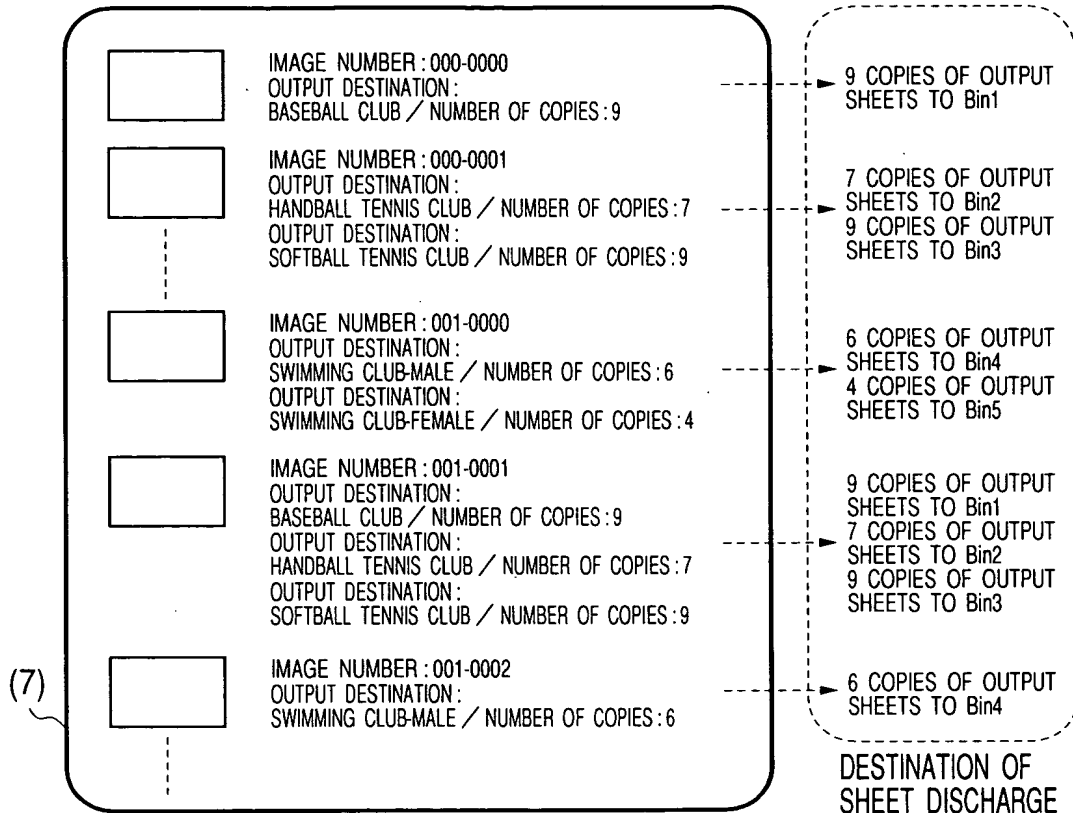 IMAGE NUMBER : 000-0000
OUTPUT DESTINATION :
BASEBALL CLUB / NUMBER OF COPIES : 9
9 COPIES OF OUTPUT
SHEETS TO Bin1
IMAGE NUMBER : 000-0001
OUTPUT DESTINATION :
HANDBALL TENNIS CLUB / NUMBER OF COPIES : 7
OUTPUT DESTINATION :
SOFTBALL TENNIS CLUB / NUMBER OF COPIES : 9
7 COPIES OF OUTPUT
SHEETS TO Bin2
9 COPIES OF OUTPUT
SHEETS TO Bin3
IMAGE NUMBER : 001-0000
OUTPUT DESTINATION :
SWIMMING CLUB-MALE / NUMBER OF COPIES : 6
OUTPUT DESTINATION :
SWIMMING CLUB-FEMALE / NUMBER OF COPIES : 4
6 COPIES OF OUTPUT
SHEETS TO Bin4
4 COPIES OF OUTPUT
SHEETS TO Bin5
IMAGE NUMBER : 001-0001
OUTPUT DESTINATION :
BASEBALL CLUB / NUMBER OF COPIES : 9
OUTPUT DESTINATION :
HANDBALL TENNIS CLUB / NUMBER OF COPIES : 7
OUTPUT DESTINATION :
SOFTBALL TENNIS CLUB / NUMBER OF COPIES : 9
9 COPIES OF OUTPUT
SHEETS TO Bin1
7 COPIES OF OUTPUT
SHEETS TO Bin2
9 COPIES OF OUTPUT
SHEETS TO Bin3
IMAGE NUMBER : 001-0002
OUTPUT DESTINATION :
SWIMMING CLUB-MALE / NUMBER OF COPIES : 6
6 COPIES OF OUTPUT
SHEETS TO Bin4
(7)
DESTINATION OF
SHEET DISCHARGE